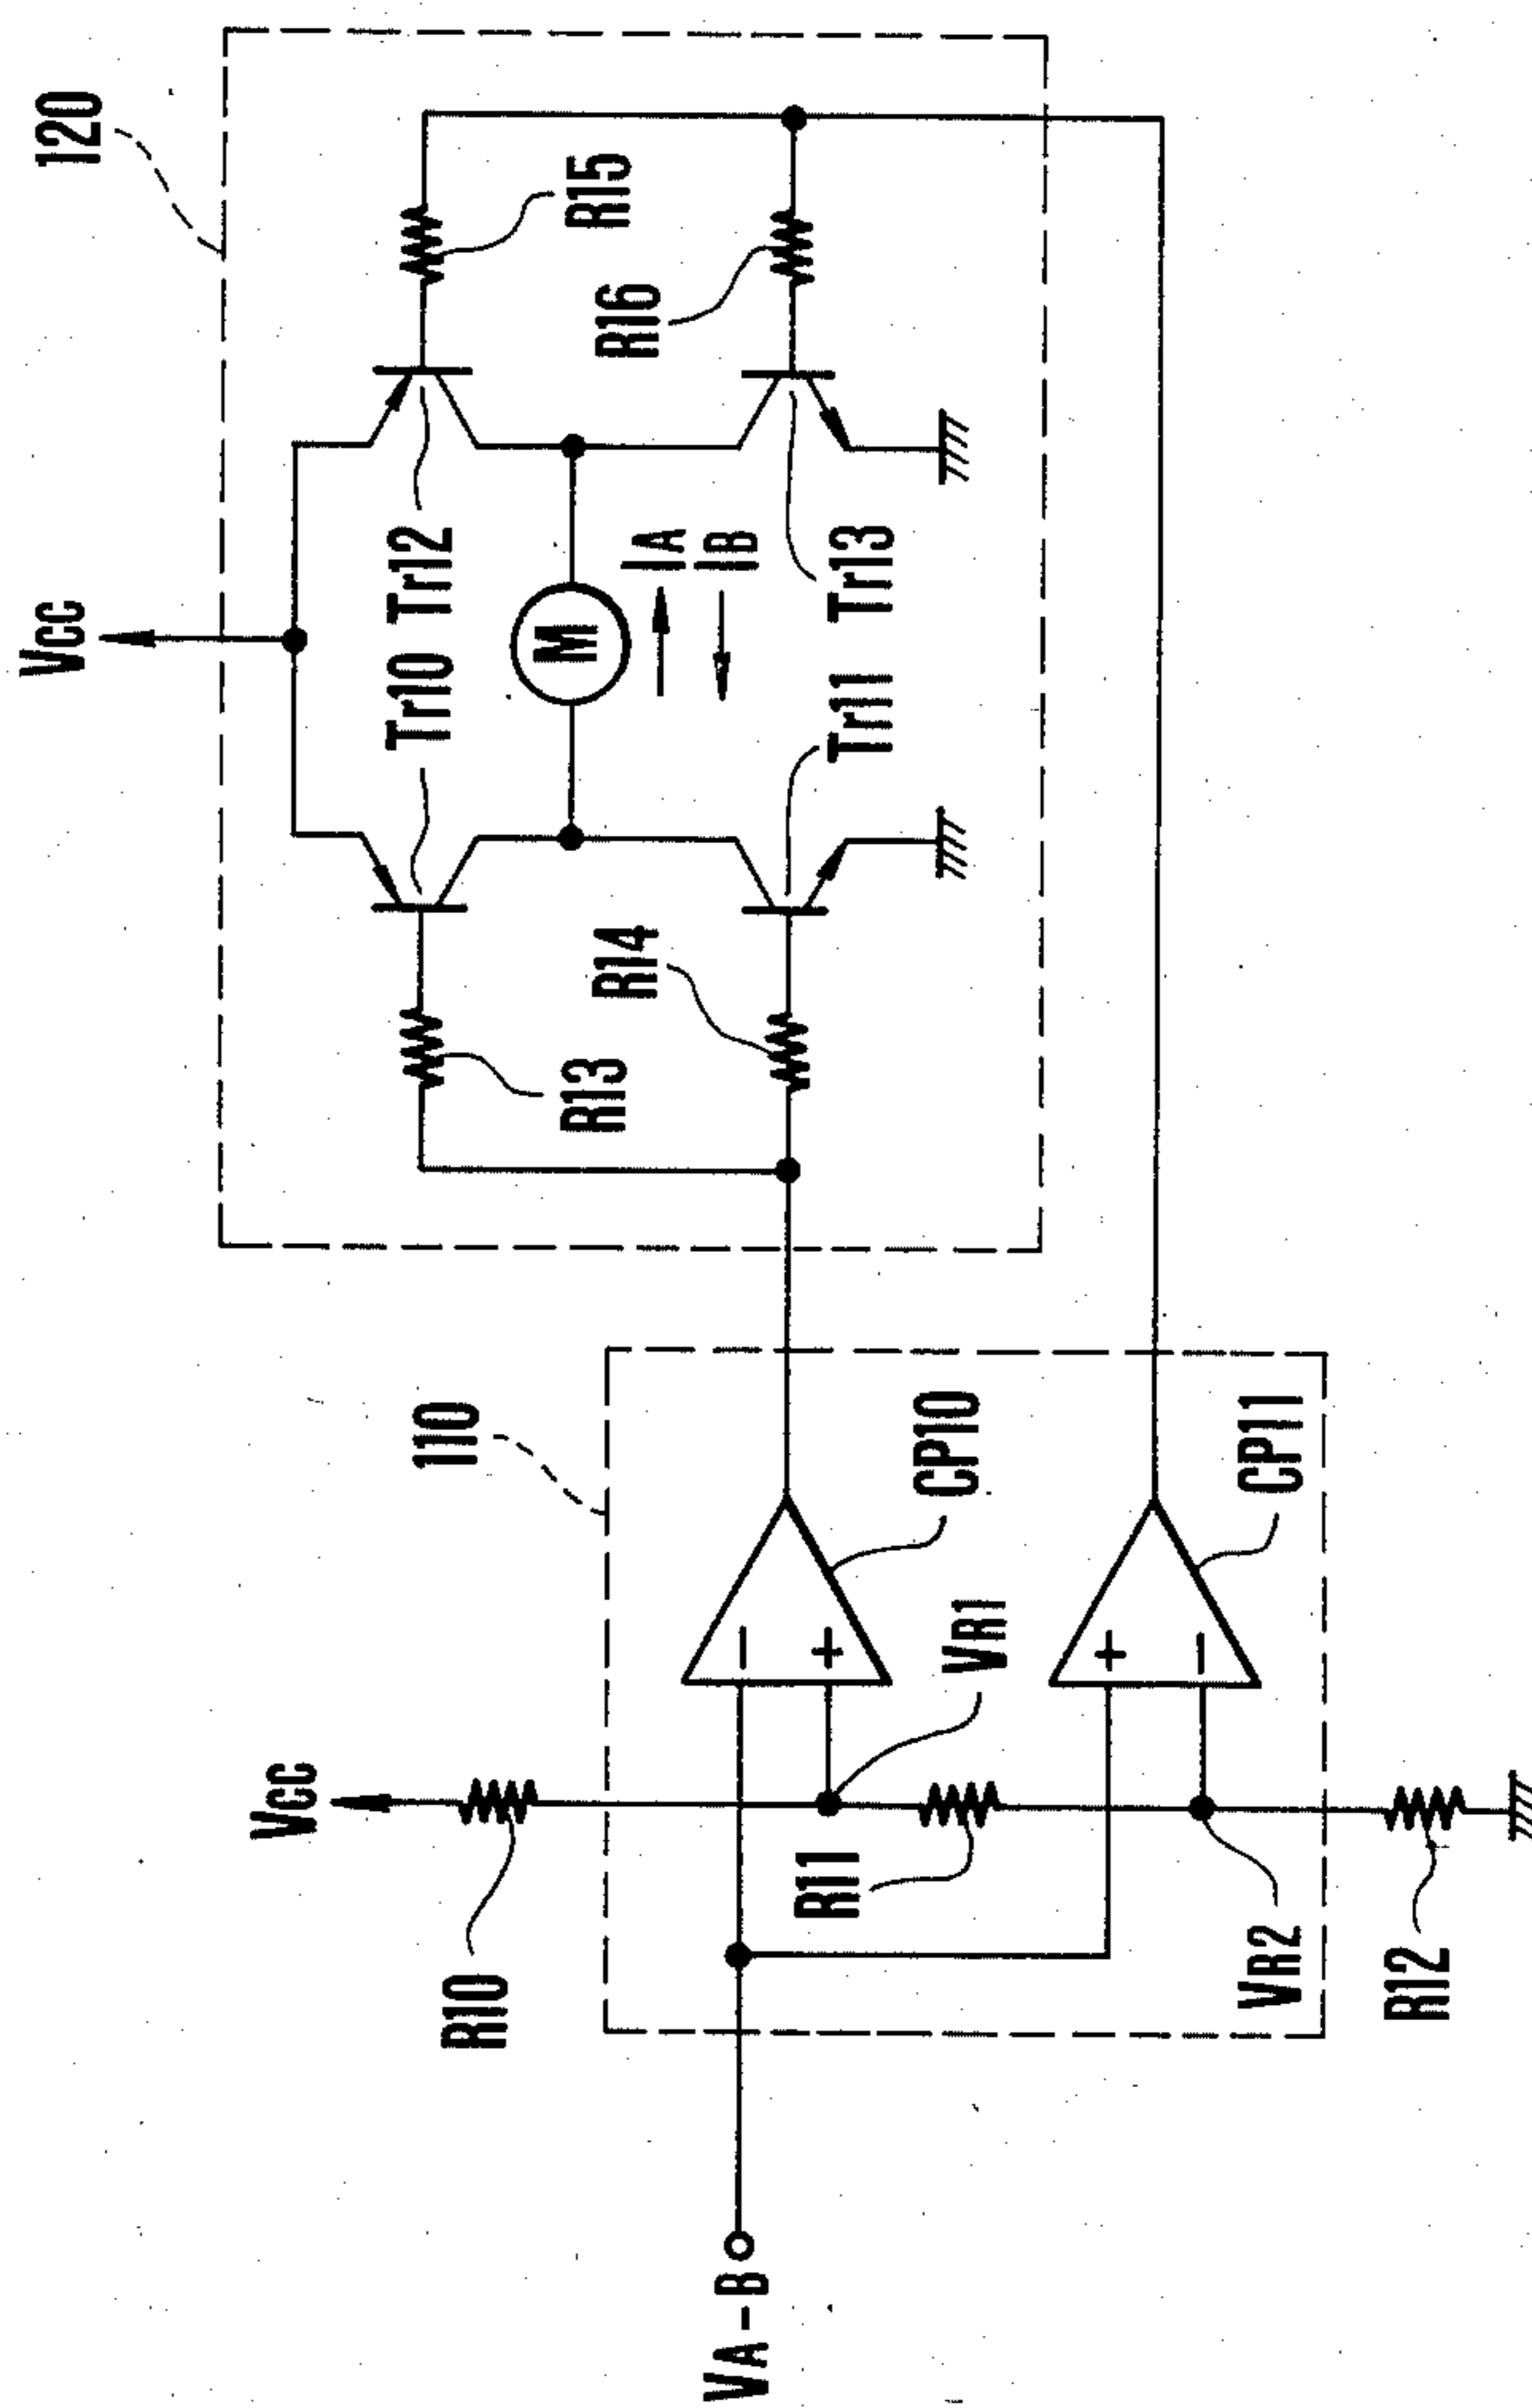 120
VCC
R15
R16
Tr10 Tr12
M
IA
IB
Tr11 Tr13
R13
R14
110
VCC
CP10
CP11
VR1
R10
R11
VR2
R12
VA-B